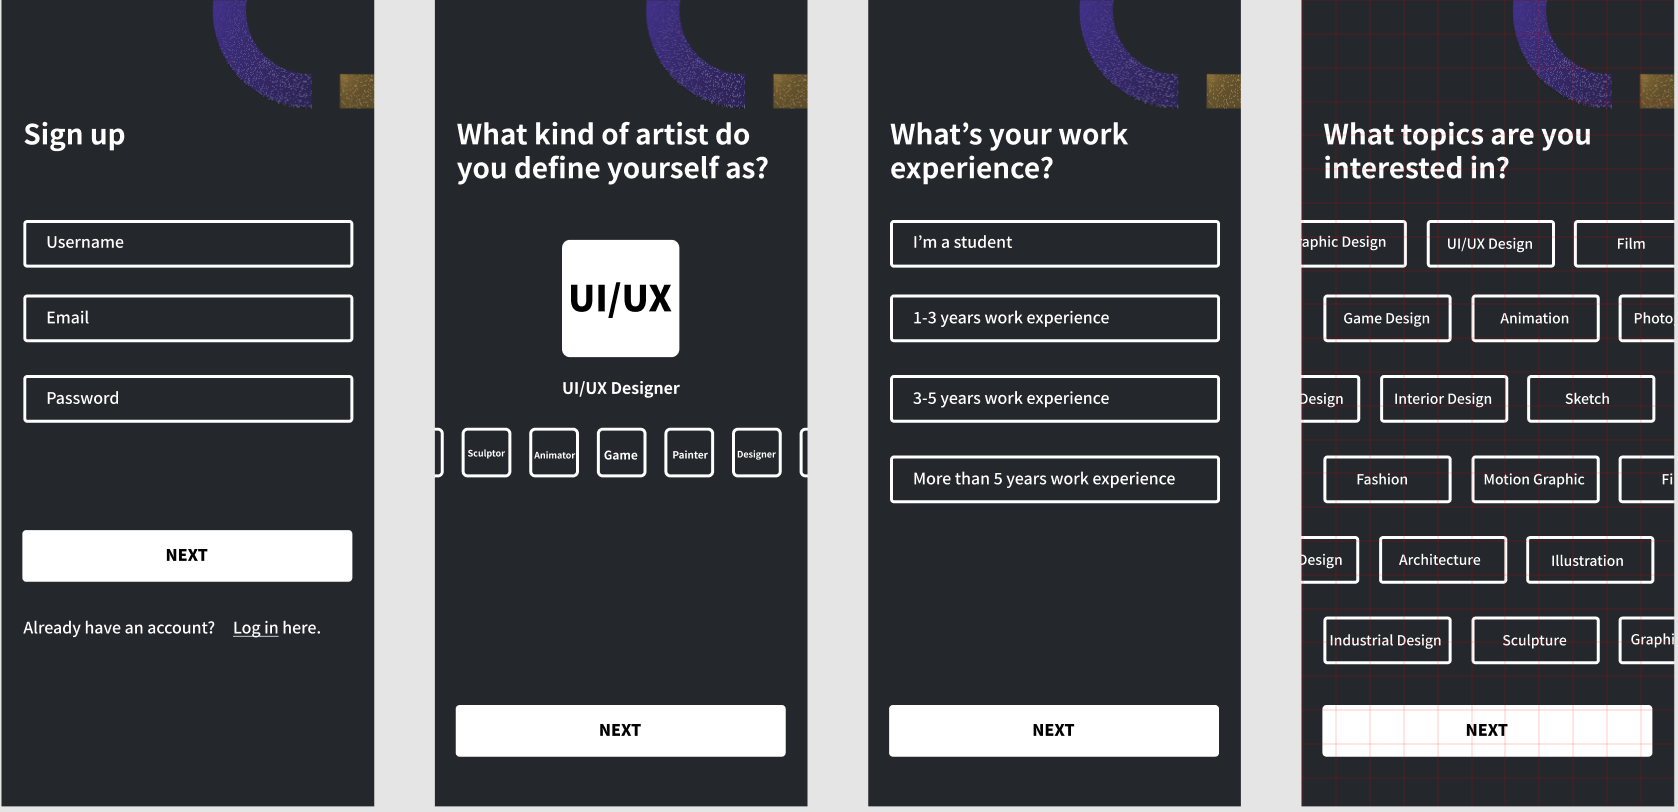 Sign up
Username
Email
Password
NEXT
Already have an account? Log in here.
What kind of artist do
you define yourself as?
UI/UX
UI/UX Designer
Sculptor Animator Game Painter Designer
NEXT
What's your work
experience?
I'm a student
1-3 years work experience
3-5 years work experience
More than 5 years work experience
NEXT
What topics are you
interested in?
raphic Design UI/UX Design Film
Game Design Animation Photo
Design Interior Design Sketch
Fashion Motion Graphic Fi
Design Architecture Illustration
Industrial Design Sculpture Graphi
NEXT